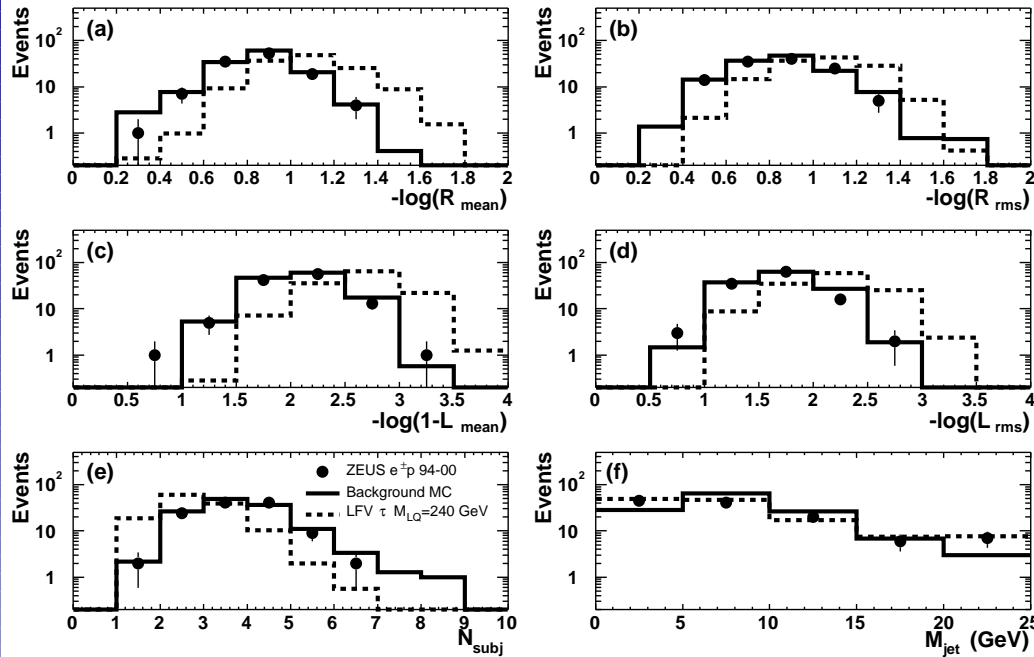 Events
(a)
10²
10
1
0 0.2 0.4 0.6 0.8 1 1.2 1.4 1.6 1.8 2
-log(R mean)
Events
(b)
10²
10
1
0 0.2 0.4 0.6 0.8 1 1.2 1.4 1.6 1.8 2
-log(R rms)
Events
(c)
10²
10
1
0 0.5 1 1.5 2 2.5 3 3.5 4
-log(1-L mean)
Events
(d)
10²
10
1
0 0.5 1 1.5 2 2.5 3 3.5 4
-log(L rms)
Events
(e)
10²
10
1
ZEUS e±p 94-00
Background MC
LFV τ M_LQ=240 GeV
0 1 2 3 4 5 6 7 8 9 10
N_subj
Events
(f)
10²
10
1
0 5 10 15 20 25
M_jet (GeV)